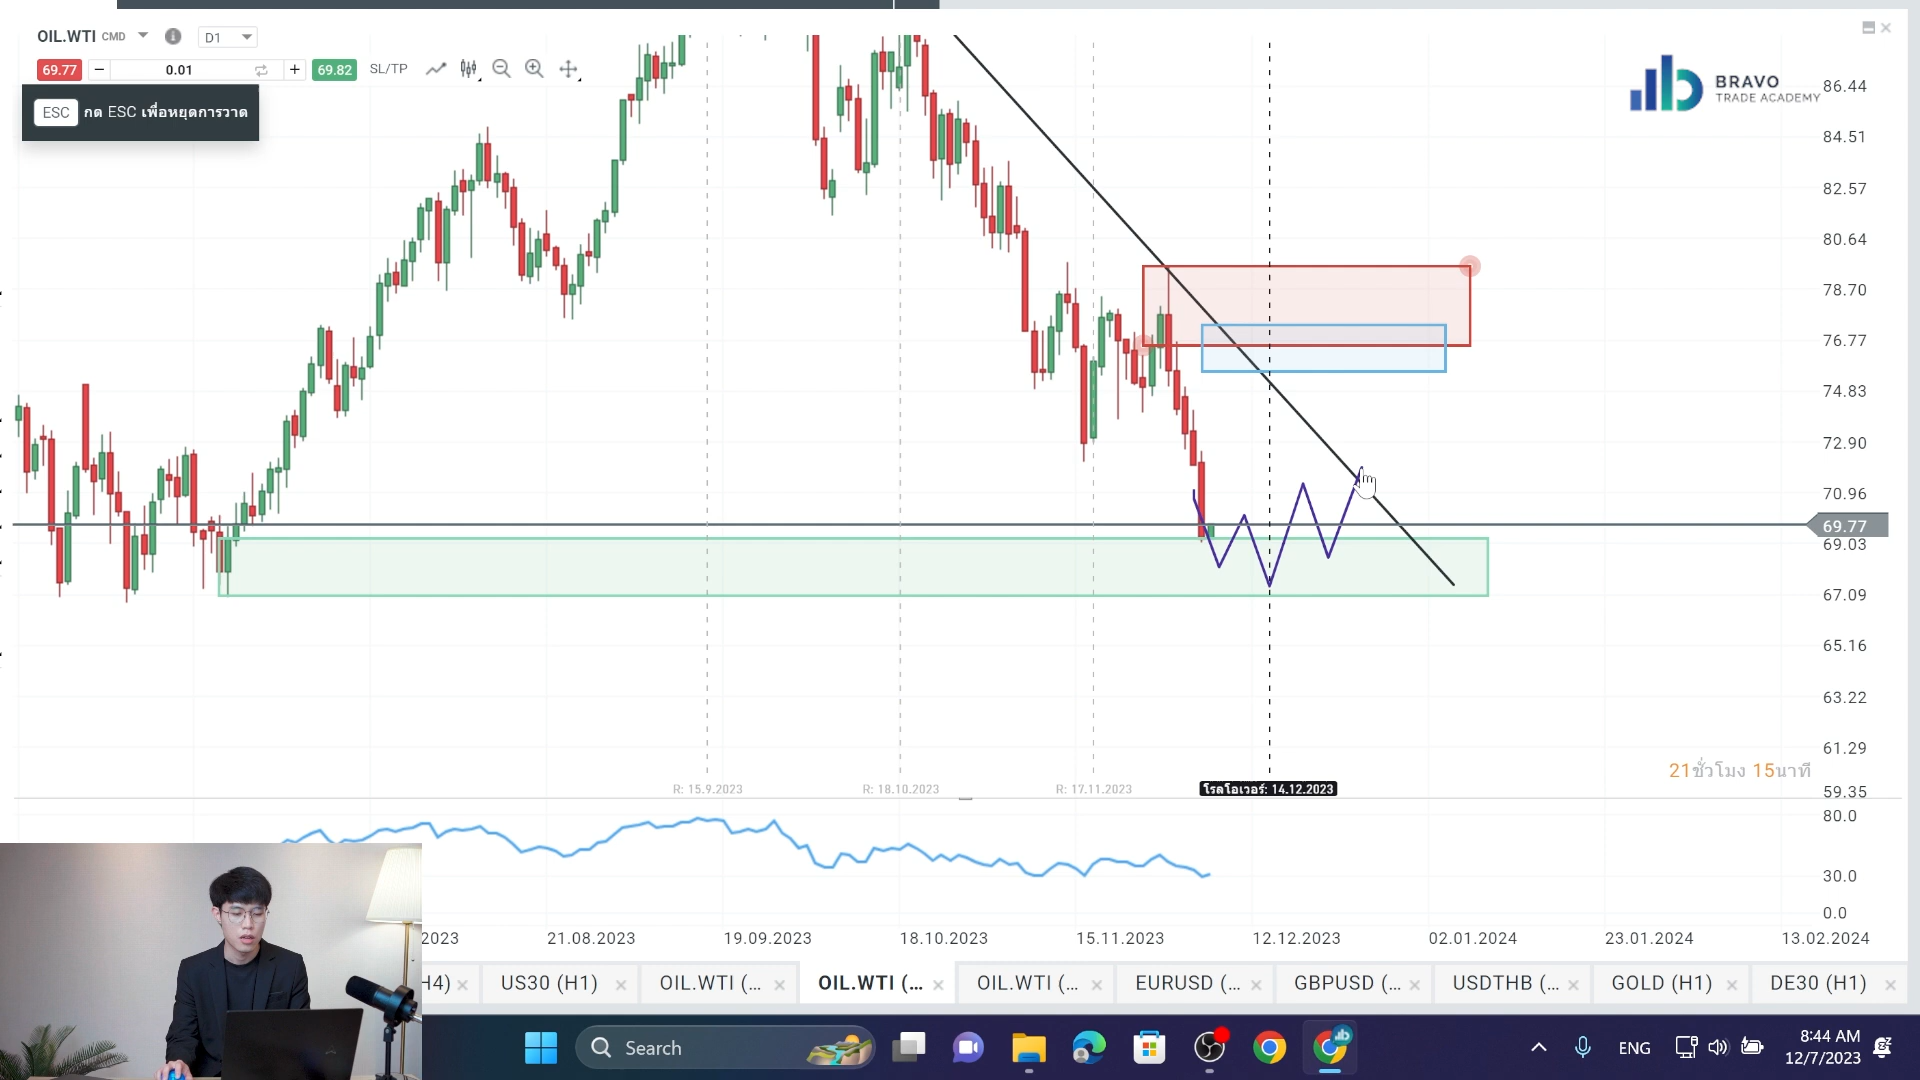 OIL.WTI CMD D1
69.77 0.01 69.82 SL/TP
ESC กด ESC เพื่อหยุดการวาด
BRAVO
TRADE ACADEMY
86.44
84.51
82.57
80.64
78.70
76.77
74.83
72.90
70.96
69.77
69.03
67.09
65.16
63.22
61.29
21ชั่วโมง 15นาที
R: 15.9.2023 R: 18.10.2023 R: 17.11.2023 โรลโอเวอร์: 14.12.2023
59.35
80.0
30.0
0.0
2023 21.08.2023 19.09.2023 18.10.2023 15.11.2023 12.12.2023 02.01.2024 23.01.2024 13.02.2024
H4) US30 (H1) OIL.WTI (... OIL.WTI (... OIL.WTI (... EURUSD (... GBPUSD (... USDTHB (... GOLD (H1) DE30 (H1)
Search ENG 8:44 AM
12/7/2023